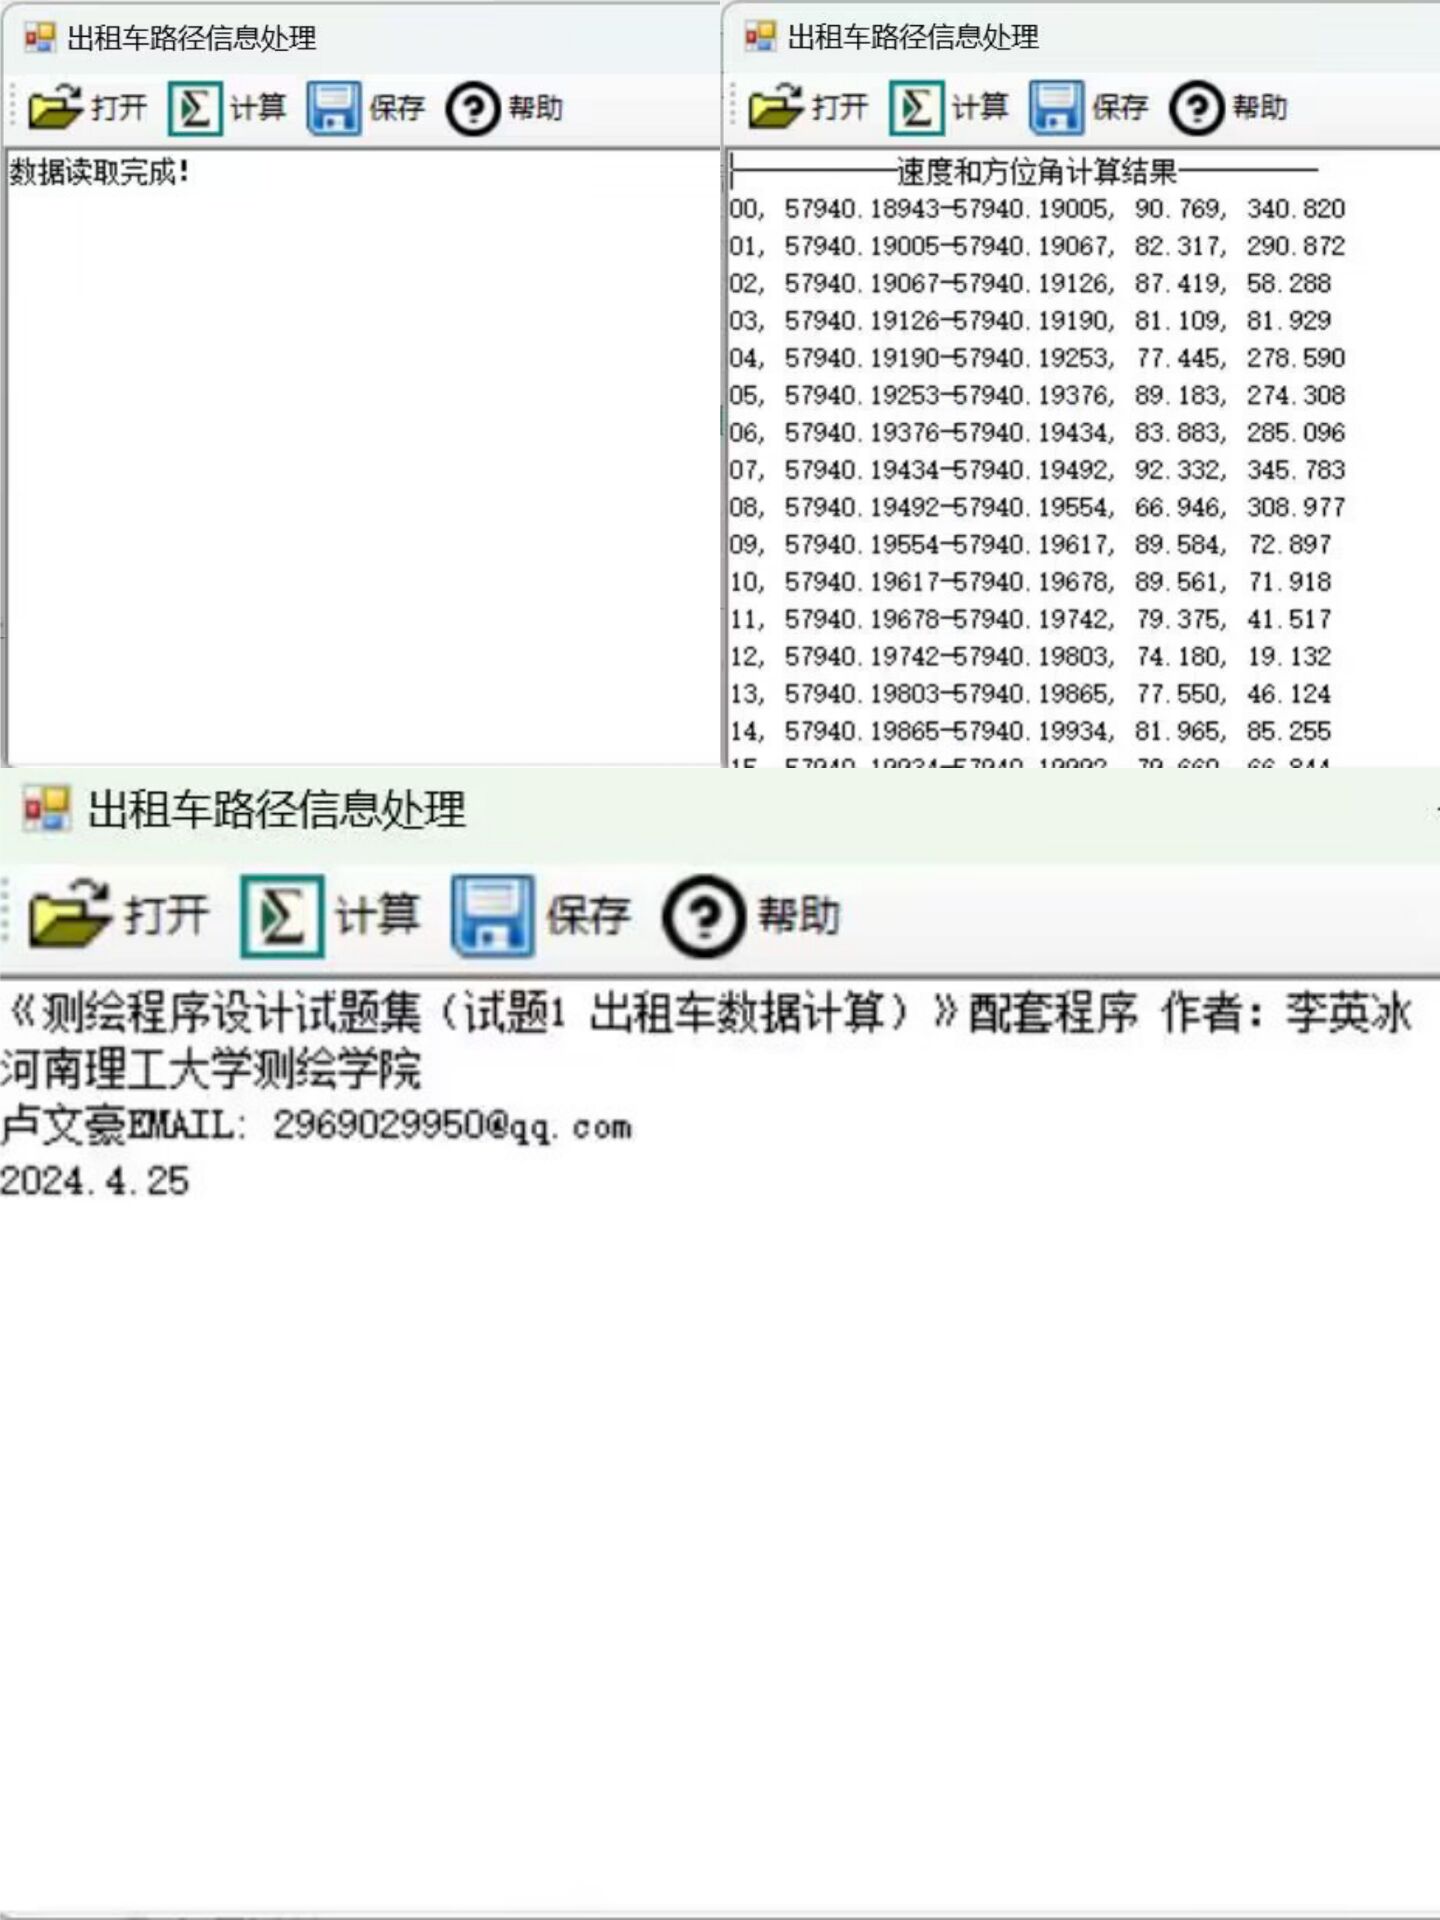 出租车路径信息处理
打开 计算 保存 帮助
数据读取完成!
出租车路径信息处理
打开 计算 保存 帮助
速度和方位角计算结果
00, 57940.18943-57940.19005, 90.769, 340.820
01, 57940.19005-57940.19067, 82.317, 290.872
02, 57940.19067-57940.19126, 87.419, 58.288
03, 57940.19126-57940.19190, 81.109, 81.929
04, 57940.19190-57940.19253, 77.445, 278.590
05, 57940.19253-57940.19376, 89.183, 274.308
06, 57940.19376-57940.19434, 83.883, 285.096
07, 57940.19434-57940.19492, 92.332, 345.783
08, 57940.19492-57940.19554, 66.946, 308.977
09, 57940.19554-57940.19617, 89.584, 72.897
10, 57940.19617-57940.19678, 89.561, 71.918
11, 57940.19678-57940.19742, 79.375, 41.517
12, 57940.19742-57940.19803, 74.180, 19.132
13, 57940.19803-57940.19865, 77.550, 46.124
14, 57940.19865-57940.19934, 81.965, 85.255
出租车路径信息处理
打开 计算 保存 帮助
《测绘程序设计试题集（试题1 出租车数据计算）》配套程序 作者：李英冰
河南理工大学测绘学院
卢文豪EMAIL: 2969029950@qq.com
2024.4.25